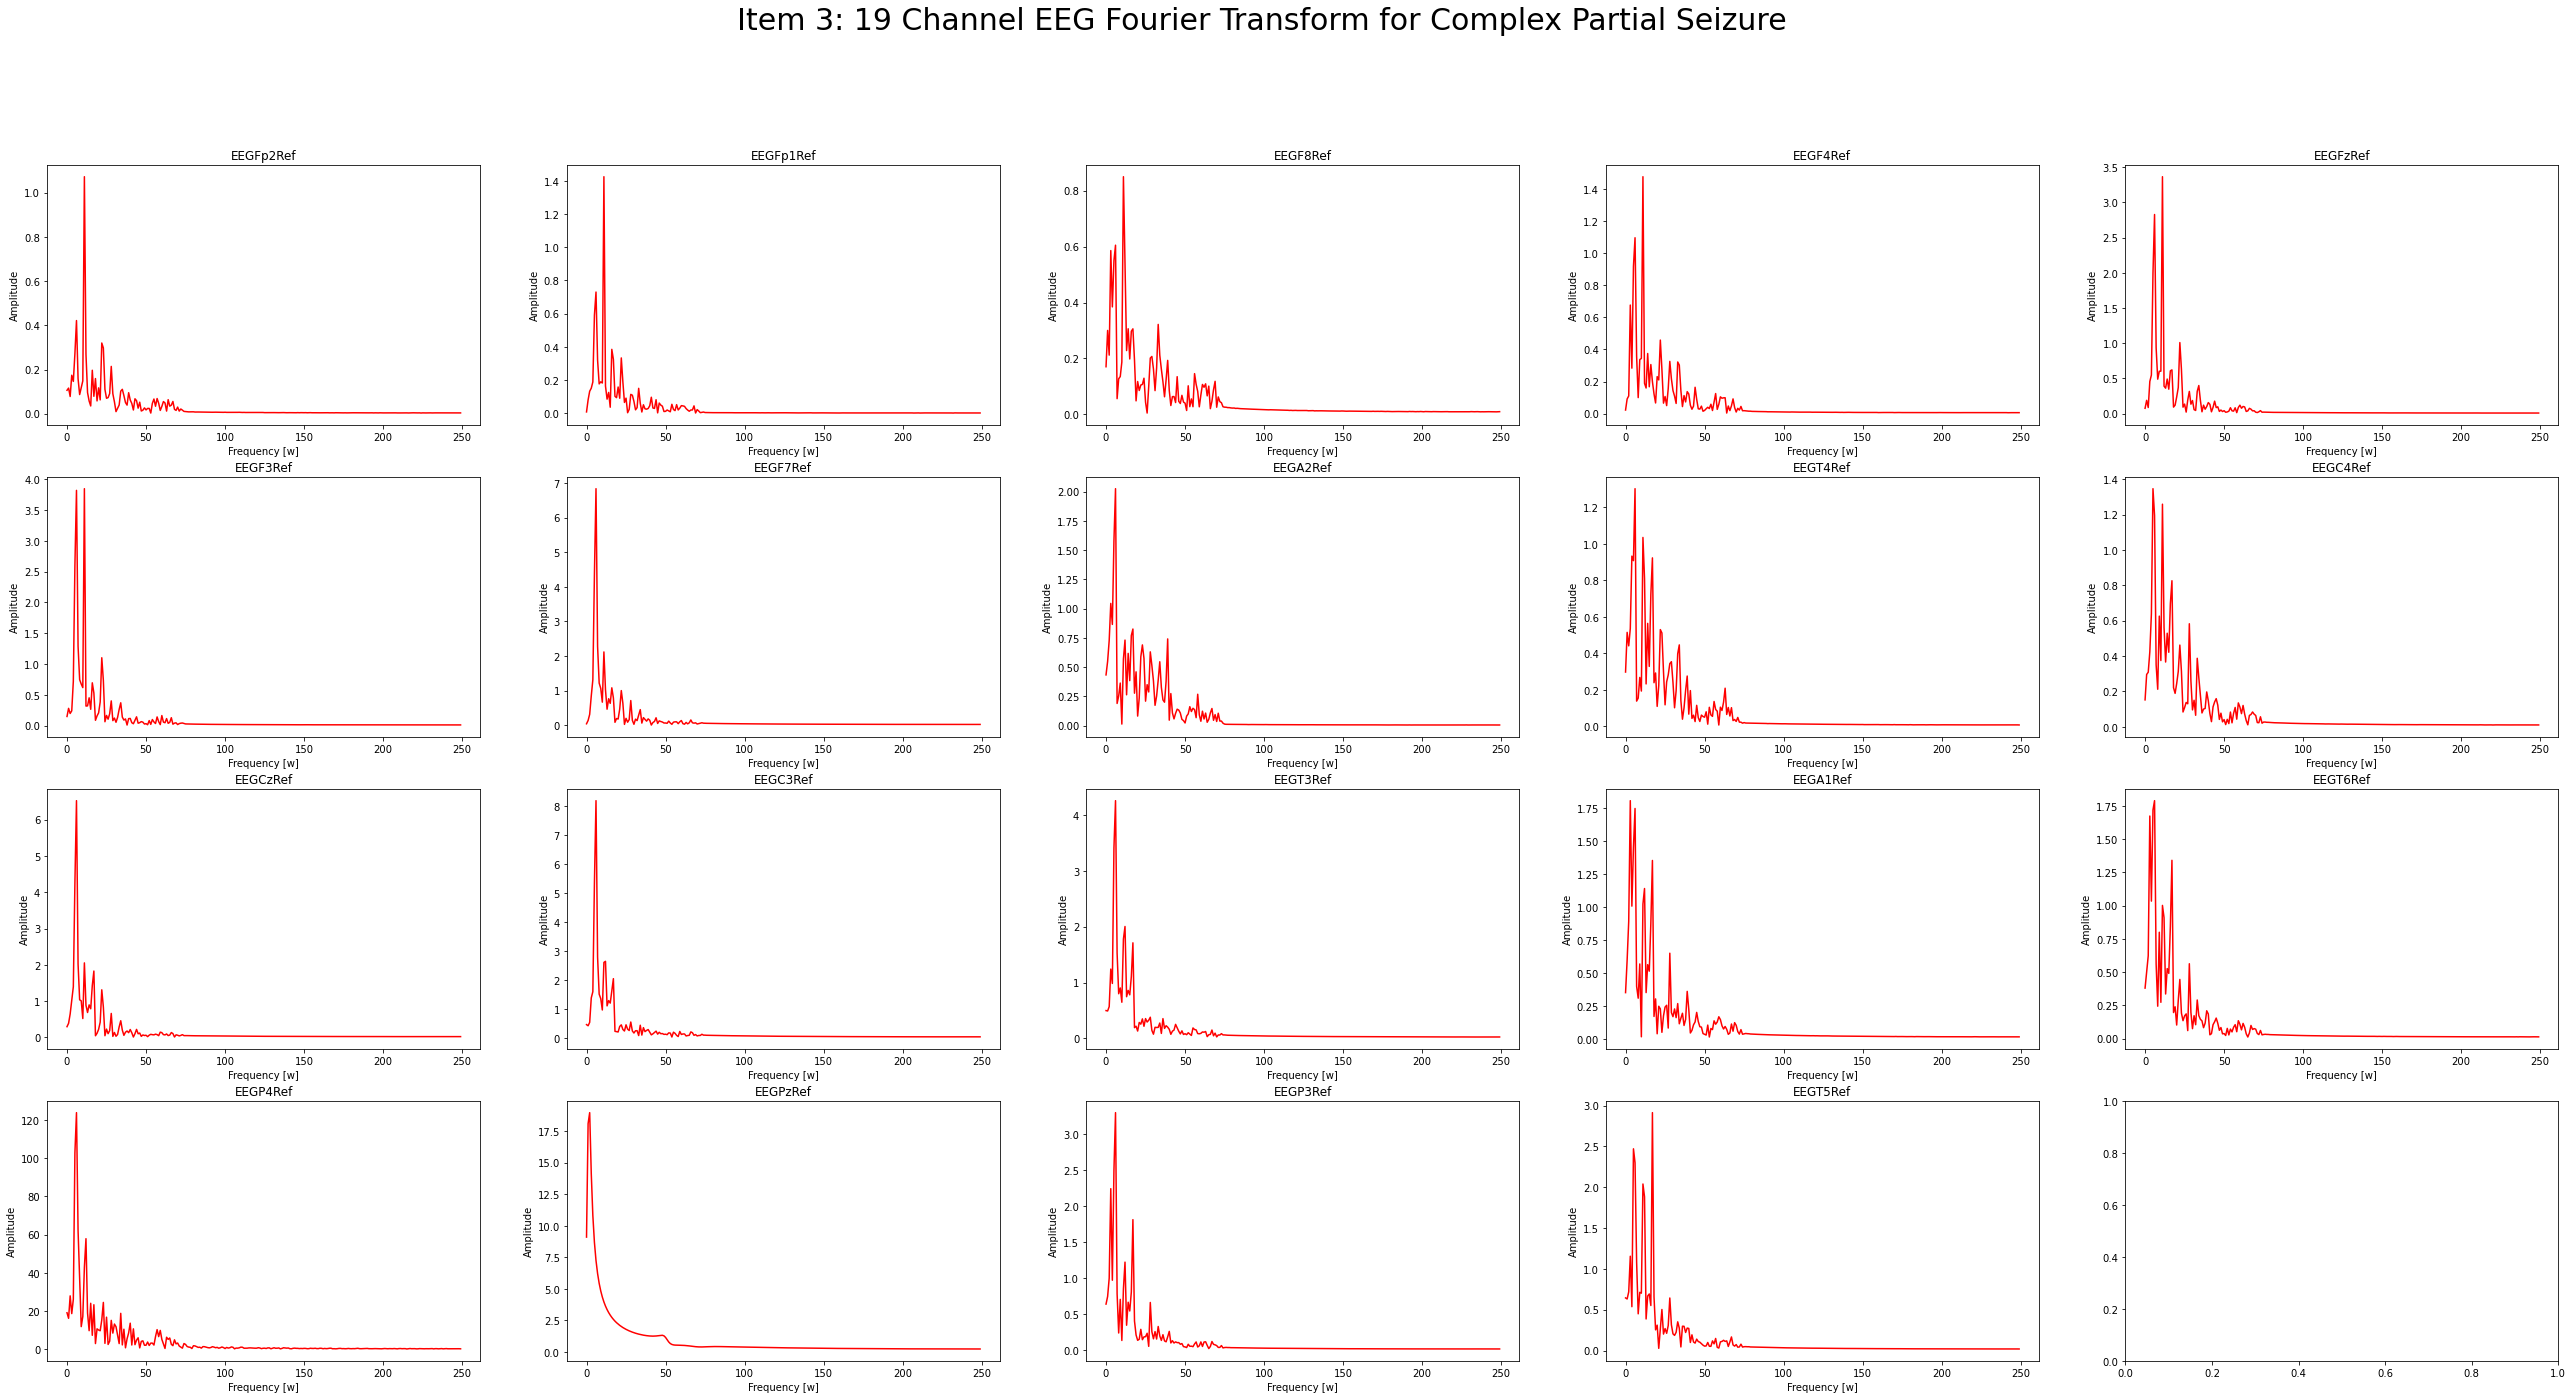 Item 3: 19 Channel EEG Fourier Transform for Complex Partial Seizure
EEGFp2Ref
Amplitude
1.0
0.8
0.6
0.4
0.2
0.0
0 50 100 150 200 250
Frequency [w]
EEGFp1Ref
Amplitude
1.4
1.2
1.0
0.8
0.6
0.4
0.2
0.0
0 50 100 150 200 250
Frequency [w]
EEGF8Ref
Amplitude
0.8
0.6
0.4
0.2
0.0
0 50 100 150 200 250
Frequency [w]
EEGF4Ref
Amplitude
1.4
1.2
1.0
0.8
0.6
0.4
0.2
0.0
0 50 100 150 200 250
Frequency [w]
EEGFzRef
Amplitude
3.5
3.0
2.5
2.0
1.5
1.0
0.5
0.0
0 50 100 150 200 250
Frequency [w]
EEGF3Ref
Amplitude
4.0
3.5
3.0
2.5
2.0
1.5
1.0
0.5
0.0
0 50 100 150 200 250
Frequency [w]
EEGF7Ref
Amplitude
7
6
5
4
3
2
1
0
0 50 100 150 200 250
Frequency [w]
EEGA2Ref
Amplitude
2.00
1.75
1.50
1.25
1.00
0.75
0.50
0.25
0.00
0 50 100 150 200 250
Frequency [w]
EEGT4Ref
Amplitude
1.2
1.0
0.8
0.6
0.4
0.2
0.0
0 50 100 150 200 250
Frequency [w]
EEGC4Ref
Amplitude
1.4
1.2
1.0
0.8
0.6
0.4
0.2
0.0
0 50 100 150 200 250
Frequency [w]
EEGCzRef
Amplitude
6
5
4
3
2
1
0
0 50 100 150 200 250
Frequency [w]
EEGC3Ref
Amplitude
8
7
6
5
4
3
2
1
0
0 50 100 150 200 250
Frequency [w]
EEGT3Ref
Amplitude
4
3
2
1
0
0 50 100 150 200 250
Frequency [w]
EEGA1Ref
Amplitude
1.75
1.50
1.25
1.00
0.75
0.50
0.25
0.00
0 50 100 150 200 250
Frequency [w]
EEGT6Ref
Amplitude
1.75
1.50
1.25
1.00
0.75
0.50
0.25
0.00
0 50 100 150 200 250
Frequency [w]
EEGP4Ref
Amplitude
120
100
80
60
40
20
0
0 50 100 150 200 250
Frequency [w]
EEGPzRef
Amplitude
17.5
15.0
12.5
10.0
7.5
5.0
2.5
0.0
0 50 100 150 200 250
Frequency [w]
EEGP3Ref
Amplitude
3.0
2.5
2.0
1.5
1.0
0.5
0.0
0 50 100 150 200 250
Frequency [w]
EEGT5Ref
Amplitude
3.0
2.5
2.0
1.5
1.0
0.5
0.0
0 50 100 150 200 250
Frequency [w]
1.0
0.8
0.6
0.4
0.2
0.0
0.0 0.2 0.4 0.6 0.8 1.0